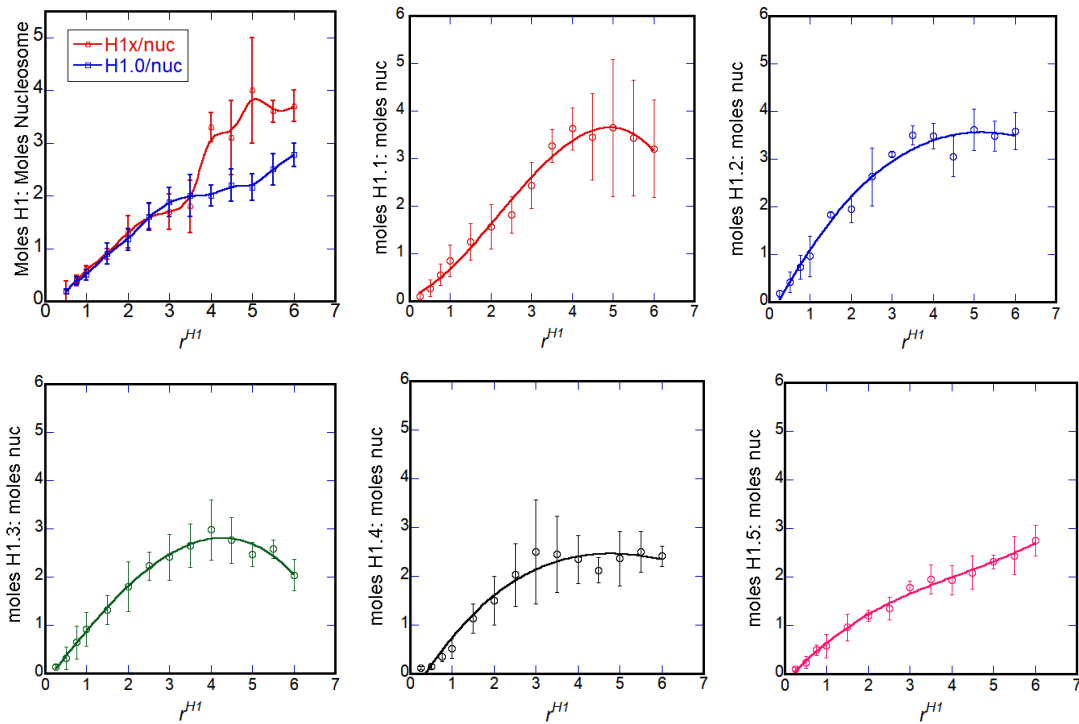 Moles H1: Moles Nucleosome
5
4
3
2
1
0
H1x/nuc
H1.0/nuc
0 1 2 3 4 5 6 7
r^H1
moles H1.1: moles nuc
6
5
4
3
2
1
0
0 1 2 3 4 5 6 7
r^H1
moles H1.2: moles nuc
6
5
4
3
2
1
0
0 1 2 3 4 5 6 7
r^H1
moles H1.3: moles nuc
6
5
4
3
2
1
0
0 1 2 3 4 5 6 7
r^H1
moles H1.4: moles nuc
6
5
4
3
2
1
0
0 1 2 3 4 5 6 7
r^H1
moles H1.5: moles nuc
6
5
4
3
2
1
0
0 1 2 3 4 5 6 7
r^H1